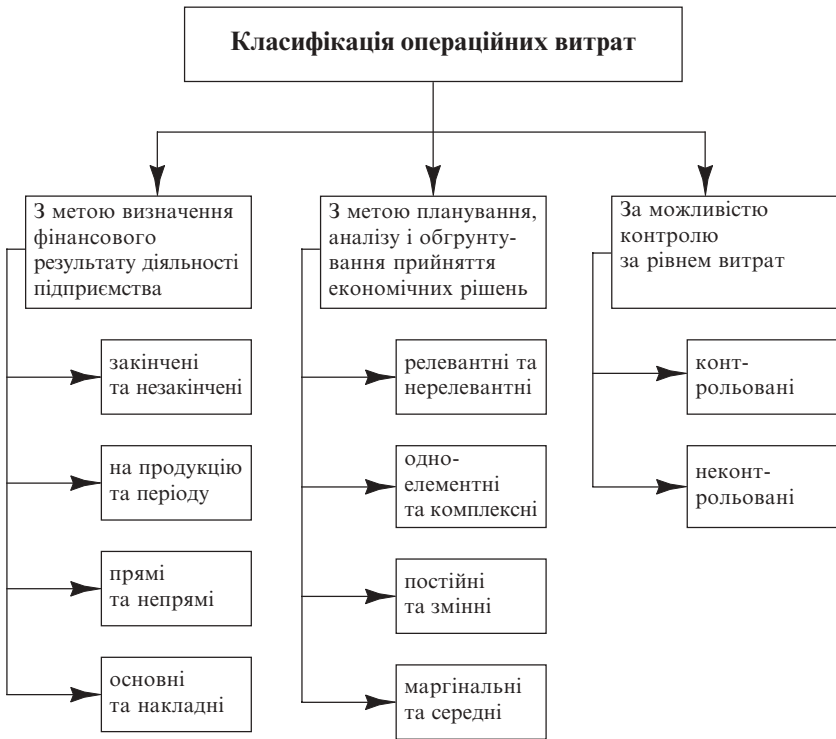 Класифікація операційних витрат
З метою визначення
фінансового
результату діяльності
підприємства
закінчені
та незакінчені
на продукцію
та періоду
прямі
та непрямі
основні
та накладні
З метою планування,
аналізу і обгрунту-
вання прийняття
економічних рішень
релевантні та
нерелевантні
одно-
елементні
та комплексні
постійні
та змінні
маргінальні
та середні
За можливістю
контролю
за рівнем витрат
конт-
рольовані
неконт-
рольовані